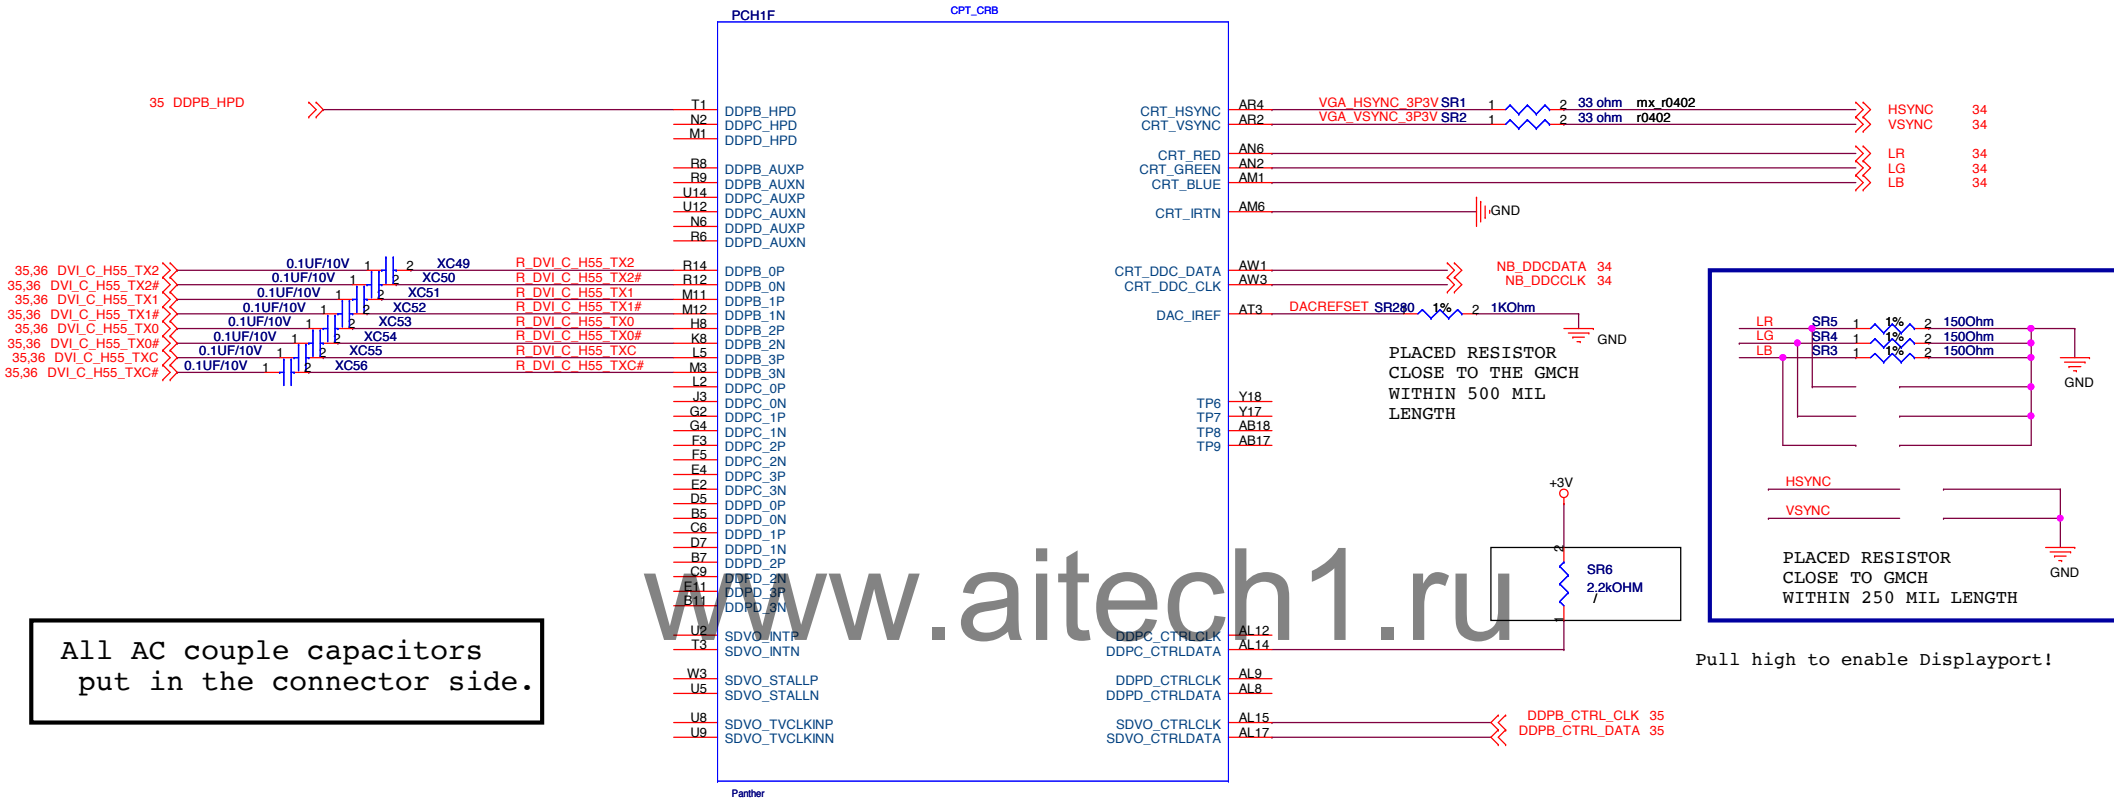 PCH1F
CPT_CRB
35 DDPB_HPD
T1 DDPB_HPD
N2 DDPC_HPD
M1 DDPD_HPD
R8 DDPB_AUXP
R9 DDPB_AUXN
U14 DDPC_AUXP
U12 DDPC_AUXN
N6 DDPD_AUXP
R6 DDPD_AUXN
35,36 DVI_C_H55_TX2 0.1UF/10V 1 2 XC49 R_DVI_C_H55_TX2 R14 DDPB_0P
35,36 DVI_C_H55_TX2# 0.1UF/10V 1 2 XC50 R_DVI_C_H55_TX2# R12 DDPB_0N
35,36 DVI_C_H55_TX1 0.1UF/10V 1 2 XC51 R_DVI_C_H55_TX1 M11 DDPB_1P
35,36 DVI_C_H55_TX1# 0.1UF/10V 1 2 XC52 R_DVI_C_H55_TX1# M12 DDPB_1N
35,36 DVI_C_H55_TX0 0.1UF/10V 1 2 XC53 R_DVI_C_H55_TX0 H8 DDPB_2P
35,36 DVI_C_H55_TX0# 0.1UF/10V 1 2 XC54 R_DVI_C_H55_TX0# K8 DDPB_2N
35,36 DVI_C_H55_TXC 0.1UF/10V 1 2 XC55 R_DVI_C_H55_TXC L5 DDPB_3P
35,36 DVI_C_H55_TXC# 0.1UF/10V 1 2 XC56 R_DVI_C_H55_TXC# M3 DDPB_3N
L2 DDPC_0P
J3 DDPC_0N
G2 DDPC_1P
G4 DDPC_1N
F3 DDPC_2P
F5 DDPC_2N
E4 DDPC_3P
E2 DDPC_3N
D5 DDPD_0P
B5 DDPD_0N
C6 DDPD_1P
D7 DDPD_1N
B7 DDPD_2P
C9 DDPD_2N
E11 DDPD_3P
B11 DDPD_3N
U2 SDVO_INTP
T3 SDVO_INTN
W3 SDVO_STALLP
U5 SDVO_STALLN
U8 SDVO_TVCLKINP
U9 SDVO_TVCLKINN
CRT_HSYNC AR4 VGA_HSYNC_3P3V SR1 1 2 33 ohm mx_r0402 HSYNC 34
CRT_VSYNC AR2 VGA_VSYNC_3P3V SR2 1 2 33 ohm r0402 VSYNC 34
CRT_RED AN6 LR 34
CRT_GREEN AN2 LG 34
CRT_BLUE AM1 LB 34
CRT_IRTN AM6 GND
CRT_DDC_DATA AW1 NB_DDCDATA 34
CRT_DDC_CLK AW3 NB_DDCCLK 34
DAC_IREF AT3 DACREFSET SR280 1% 2 1KOhm
GND
PLACED RESISTOR
CLOSE TO THE GMCH
WITHIN 500 MIL
LENGTH
TP6 Y18
TP7 Y17
TP8 AB18
TP9 AB17
+3V
2
SR6
2.2kOHM
/
1
DDPC_CTRLCLK AL12
DDPC_CTRLDATA AL14
DDPD_CTRLCLK AL9
DDPD_CTRLDATA AL8
SDVO_CTRLCLK AL15 DDPB_CTRL_CLK 35
SDVO_CTRLDATA AL17 DDPB_CTRL_DATA 35
LR SR5 1 1% 2 150Ohm
LG SR4 1 1% 2 150Ohm
LB SR3 1 1% 2 150Ohm
GND
HSYNC
VSYNC
GND
PLACED RESISTOR
CLOSE TO GMCH
WITHIN 250 MIL LENGTH
Pull high to enable Displayport!
All AC couple capacitors
put in the connector side.
www.aitech1.ru
Panther